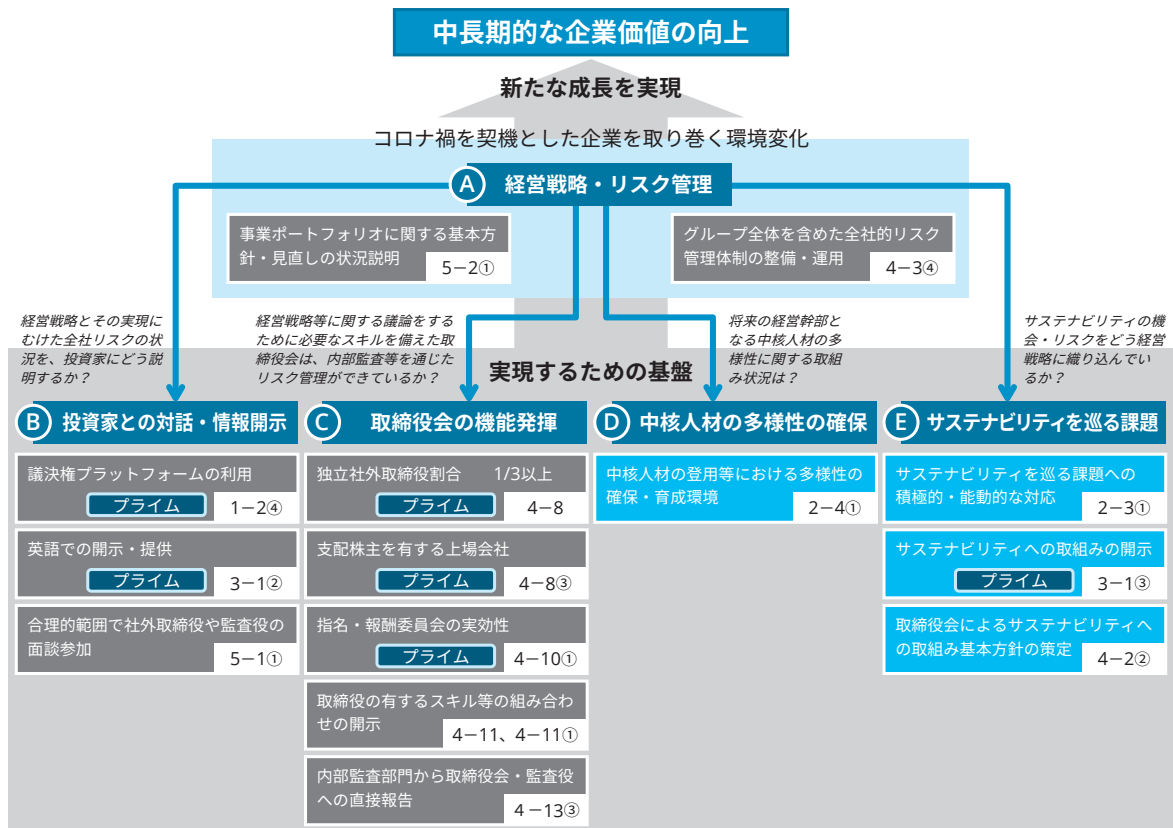 中長期的な企業価値の向上
新たな成長を実現
コロナ禍を契機とした企業を取り巻く環境変化
A 経営戦略・リスク管理
事業ポートフォリオに関する基本方
針・見直しの状況説明
5－2①
グループ全体を含めた全社的リスク
管理体制の整備・運用
4－3④
経営戦略とその実現に
むけた全社リスクの状
況を、投資家にどう説
明するか？
経営戦略等に関する議論をする
ために必要なスキルを備えた取
締役会は、内部監査等を通じた
リスク管理ができているか？
将来の経営幹部と
なる中核人材の多
様性に関する取組
み状況は？
サステナビリティの機
会・リスクをどう経営
戦略に織り込んでい
るか？
実現するための基盤
B 投資家との対話・情報開示
議決権プラットフォームの利用
プライム 1－2④
英語での開示・提供
プライム 3－1②
合理的範囲で社外取締役や監査役の
面談参加
5－1①
C 取締役会の機能発揮
独立社外取締役割合 1/3以上
プライム 4－8
支配株主を有する上場会社
プライム 4－8③
指名・報酬委員会の実効性
プライム 4－10①
取締役の有するスキル等の組み合わ
せの開示
4－11、4－11①
内部監査部門から取締役会・監査役
への直接報告
4－13③
D 中核人材の多様性の確保
中核人材の登用等における多様性の
確保・育成環境
2－4①
E サステナビリティを巡る課題
サステナビリティを巡る課題への
積極的・能動的な対応
2－3①
サステナビリティへの取組みの開示
プライム 3－1③
取締役会によるサステナビリティへ
の取組み基本方針の策定
4－2②